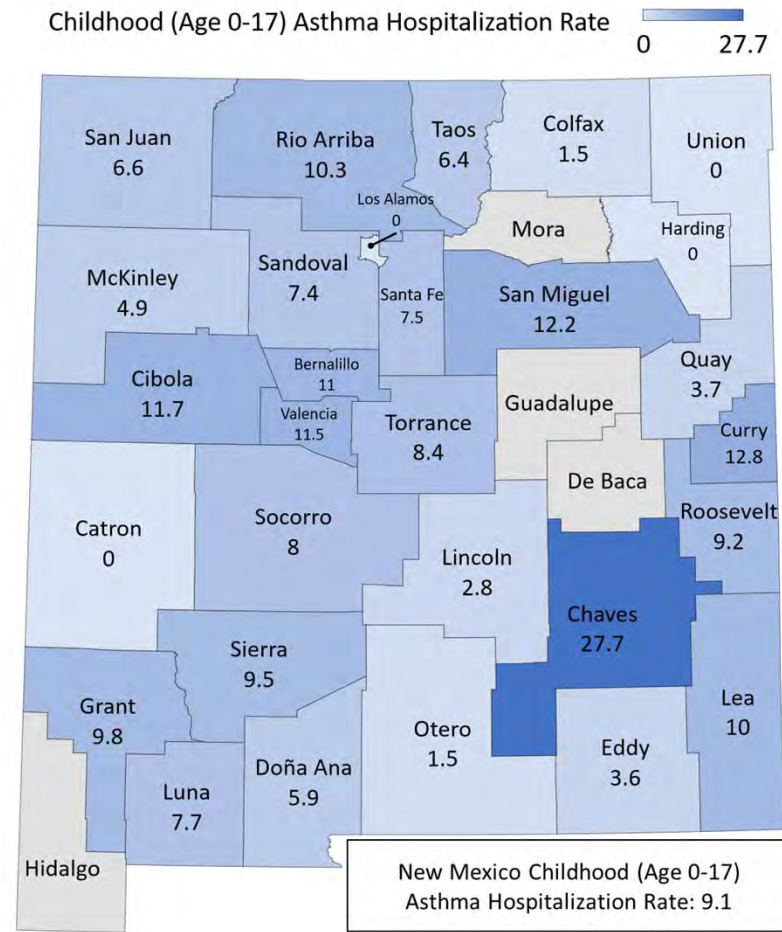 Childhood (Age 0-17) Asthma Hospitalization Rate
0 27.7
San Juan
6.6
Rio Arriba
10.3
Taos
6.4
Colfax
1.5
Union
0
Los Alamos
0
Mora
Harding
0
McKinley
4.9
Sandoval
7.4
Santa Fe
7.5
San Miguel
12.2
Quay
3.7
Cibola
11.7
Bernalillo
11
Valencia
11.5
Torrance
8.4
Guadalupe
Curry
12.8
De Baca
Catron
0
Socorro
8
Lincoln
2.8
Roosevelt
9.2
Chaves
27.7
Sierra
9.5
Grant
9.8
Luna
7.7
Doña Ana
5.9
Otero
1.5
Eddy
3.6
Lea
10
Hidalgo
New Mexico Childhood (Age 0-17)
Asthma Hospitalization Rate: 9.1